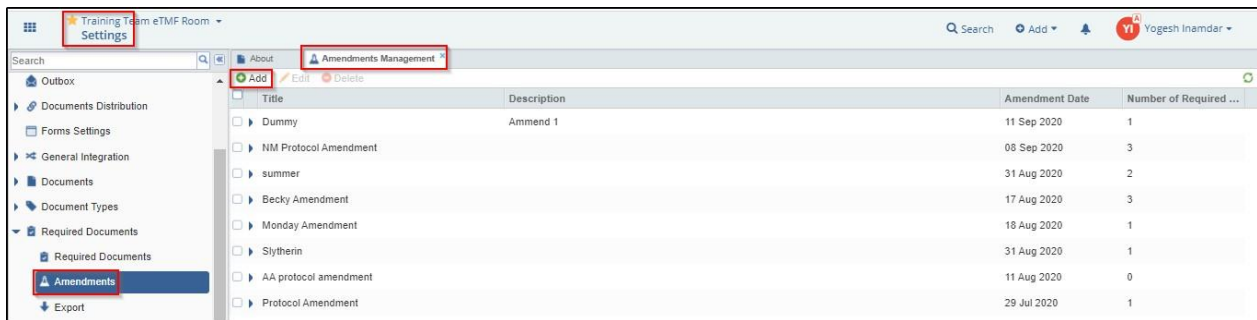 Training Team eTMF Room
Settings
Search
Add
A
YI
Yogesh Inamdar
Search
About
Amendments Management
Outbox
Documents Distribution
Forms Settings
General Integration
Documents
Document Types
Required Documents
Required Documents
Amendments
Export
Add Edit Delete
Title Description Amendment Date Number of Required ...
Dummy Ammend 1 11 Sep 2020 1
NM Protocol Amendment 08 Sep 2020 3
summer 31 Aug 2020 2
Becky Amendment 17 Aug 2020 3
Monday Amendment 18 Aug 2020 1
Slytherin 31 Aug 2020 1
AA protocol amendment 11 Aug 2020 0
Protocol Amendment 29 Jul 2020 1